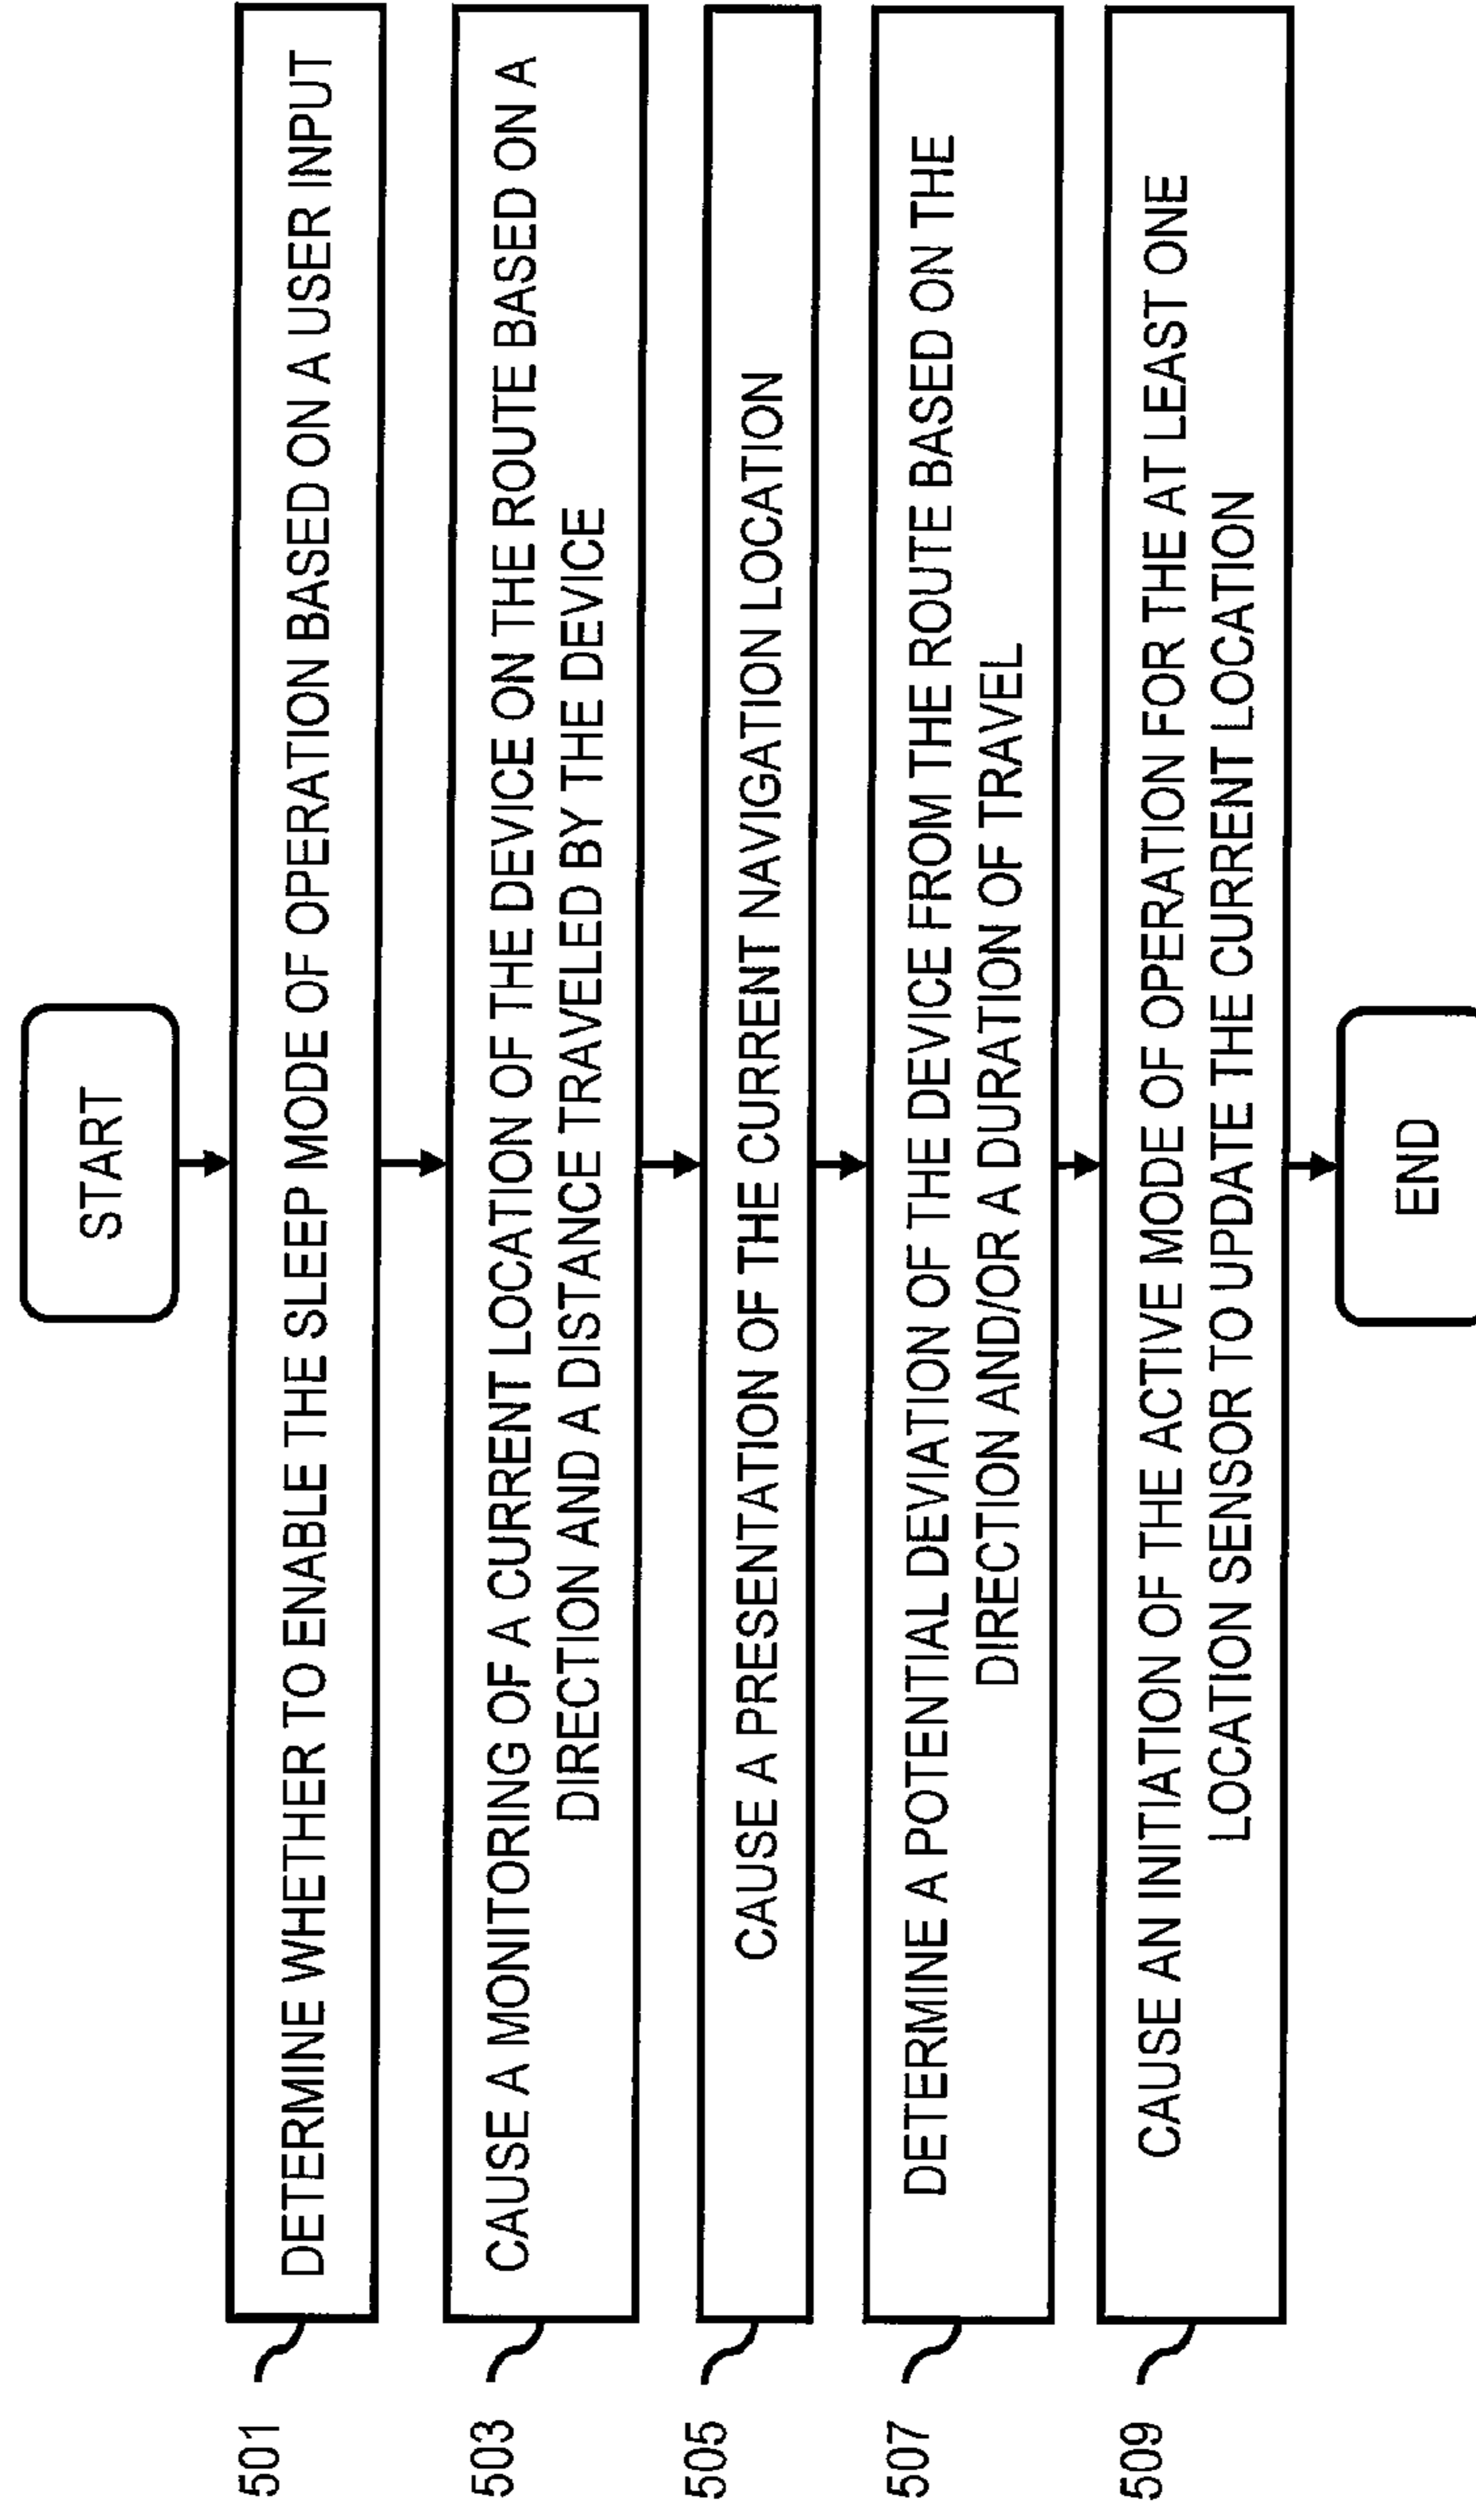 START
501
DETERMINE WHETHER TO ENABLE THE SLEEP MODE OF OPERATION BASED ON A USER INPUT
503
CAUSE A MONITORING OF A CURRENT LOCATION OF THE DEVICE ON THE ROUTE BASED ON A
DIRECTION AND A DISTANCE TRAVELED BY THE DEVICE
505
CAUSE A PRESENTATION OF THE CURRENT NAVIGATION LOCATION
507
DETERMINE A POTENTIAL DEVIATION OF THE DEVICE FROM THE ROUTE BASED ON THE
DIRECTION AND/OR A DURATION OF TRAVEL
509
CAUSE AN INITIATION OF THE ACTIVE MODE OF OPERATION FOR THE AT LEAST ONE
LOCATION SENSOR TO UPDATE THE CURRENT LOCATION
END